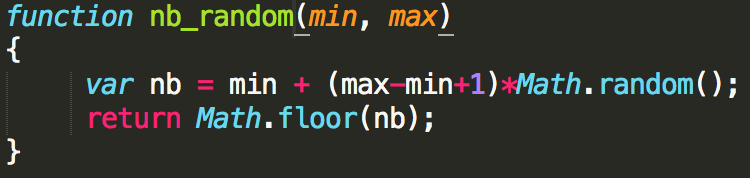 function nb_random(min, max)
{
    var nb = min + (max-min+1)*Math.random();
    return Math.floor(nb);
}